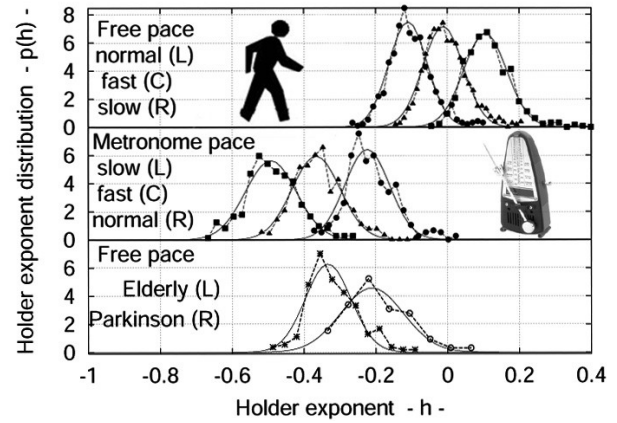 Holder exponent distribution - p(h) -
8
6
4
2
0
Free pace
normal (L)
fast (C)
slow (R)
6
4
2
0
Metronome pace
slow (L)
fast (C)
normal (R)
6
4
2
0
Free pace
Elderly (L)
Parkinson (R)
-1 -0.8 -0.6 -0.4 -0.2 0 0.2 0.4
Holder exponent - h -